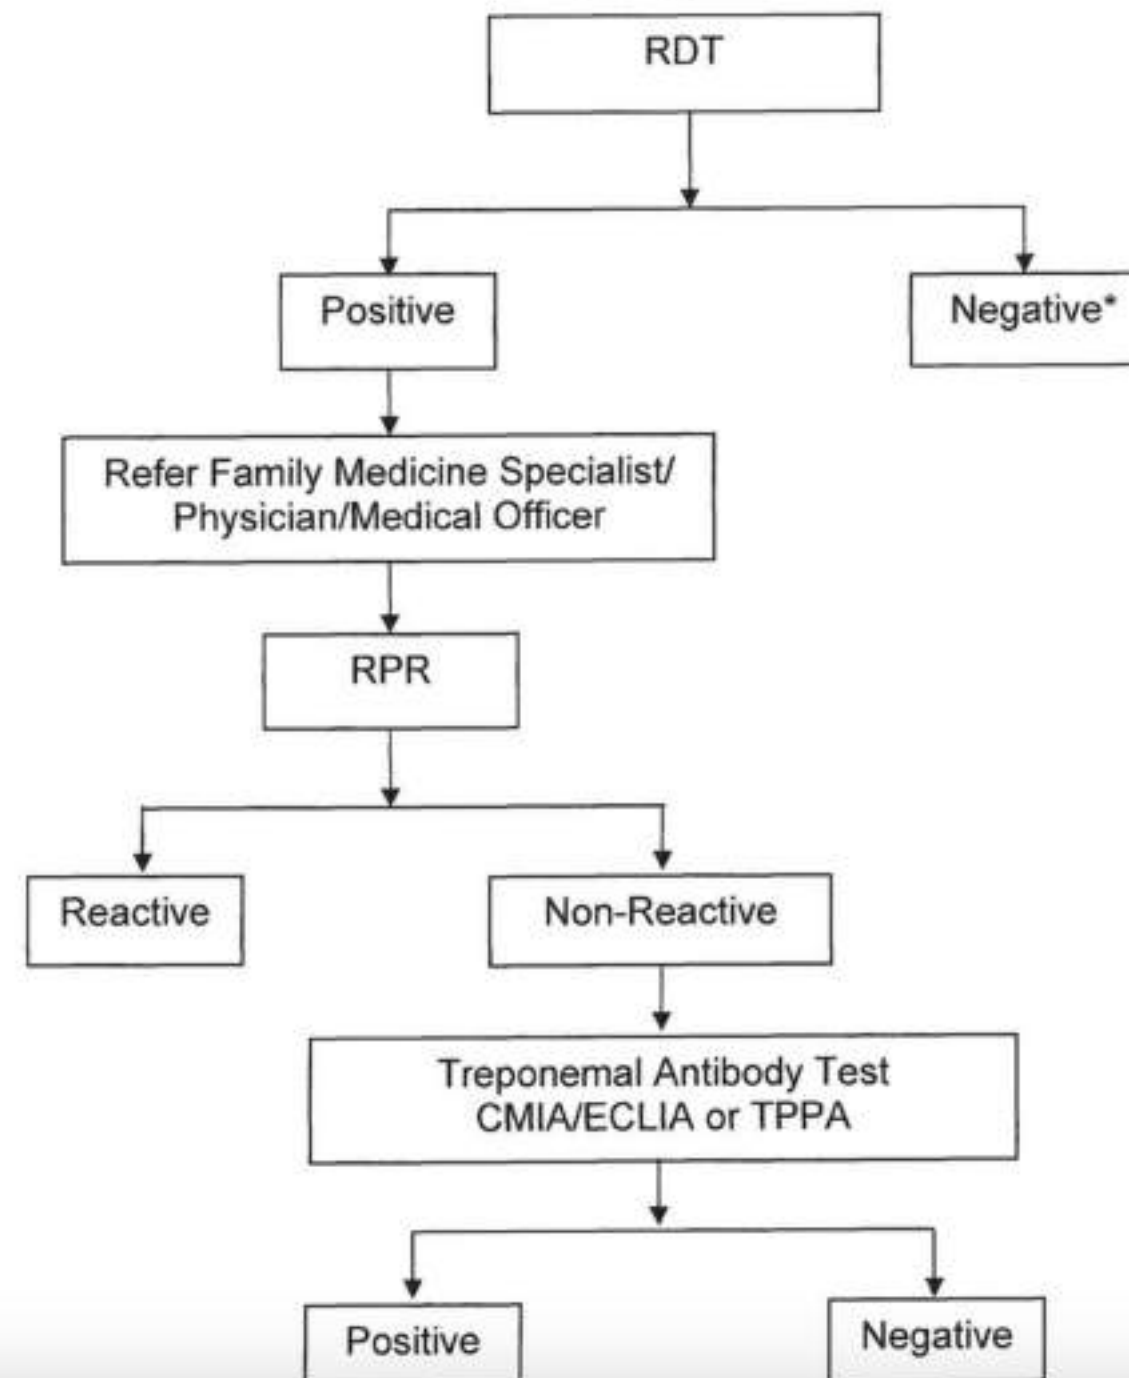 RDT
Positive
Negative*
Refer Family Medicine Specialist/
Physician/Medical Officer
RPR
Reactive
Non-Reactive
Treponemal Antibody Test
CMIA/ECLIA or TPPA
Positive
Negative